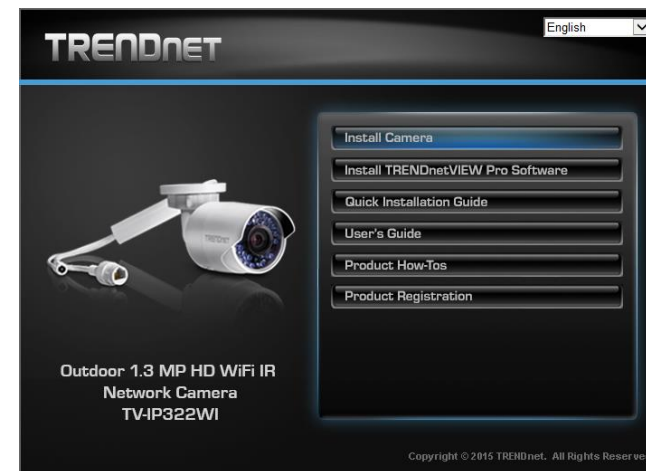 English
TRENDnet
Install Camera
Install TRENDnetVIEW Pro Software
Quick Installation Guide
User's Guide
Product How-Tos
Product Registration
TRENDnet
Outdoor 1.3 MP HD WiFi IR
Network Camera
TV-IP322WI
Copyright © 2015 TRENDnet. All Rights Reserve